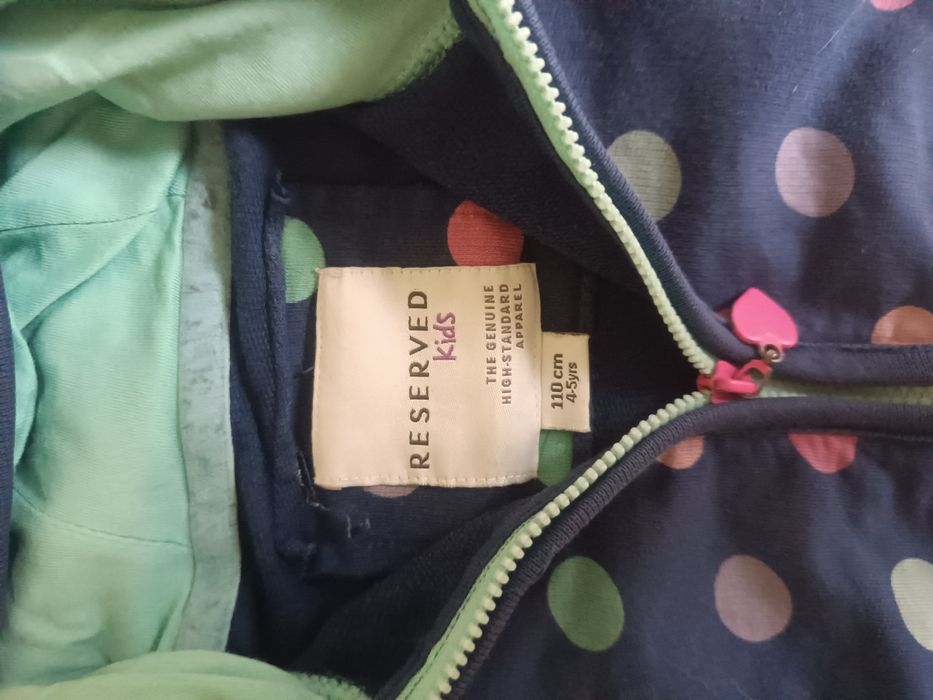 RESERVED
Kids
THE GENUINE
HIGH-STANDARD
APPAREL
110 cm
4-5yrs